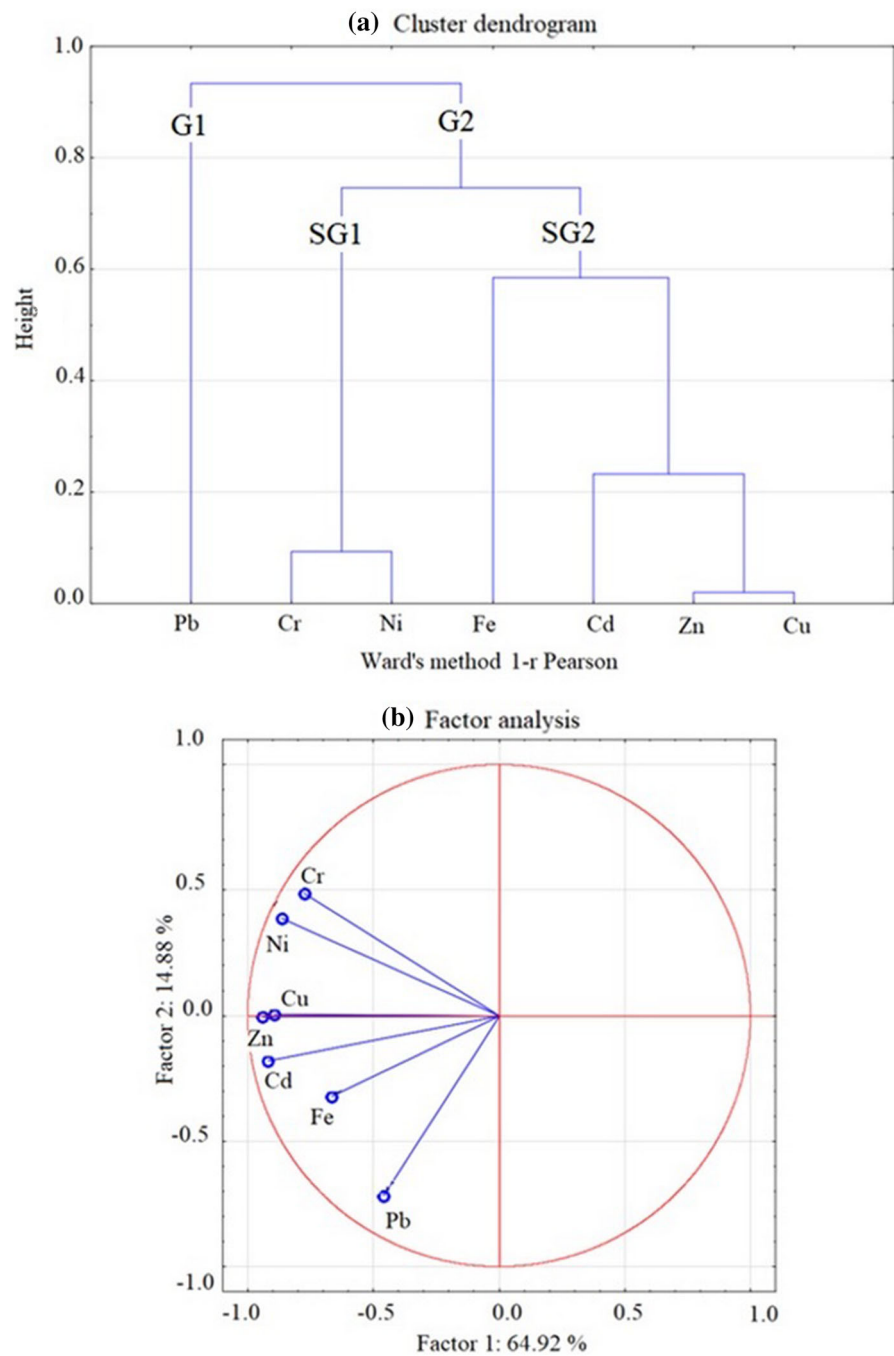 (a) Cluster dendrogram
1.0
G1 G2
0.8
SG1 SG2
0.6
Height
0.4
0.2
0.0
Pb Cr Ni Fe Cd Zn Cu
Ward's method 1-r Pearson
(b) Factor analysis
1.0
Cr
0.5
Ni
Factor 2: 14.88 %
Cu
0.0
Zn
Cd
Fe
-0.5
Pb
-1.0
-1.0 -0.5 0.0 0.5 1.0
Factor 1: 64.92 %